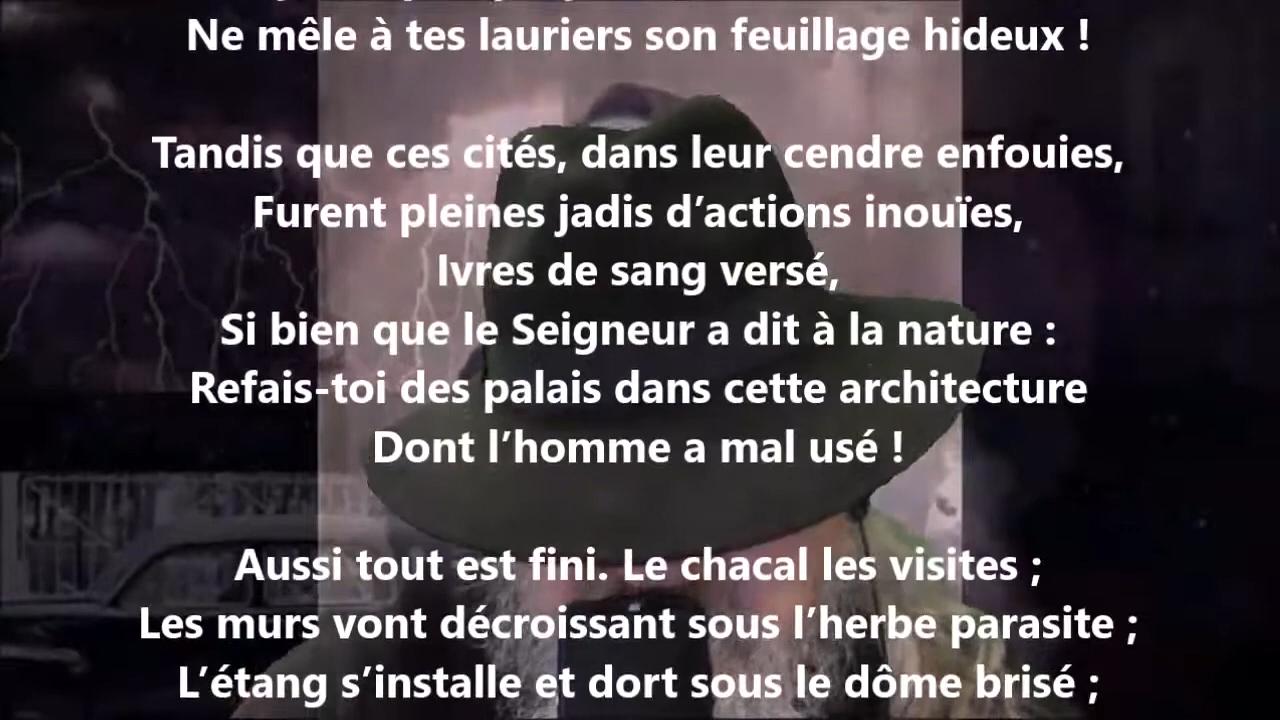 Ne mêle à tes lauriers son feuillage hideux !
Tandis que ces cités, dans leur cendre enfouies,
Furent pleines jadis d’actions inouïes,
Ivres de sang versé,
Si bien que le Seigneur a dit à la nature :
Refais-toi des palais dans cette architecture
Dont l’homme a mal usé !
Aussi tout est fini. Le chacal les visites ;
Les murs vont décroissant sous l’herbe parasite ;
L’étang s’installe et dort sous le dôme brisé ;